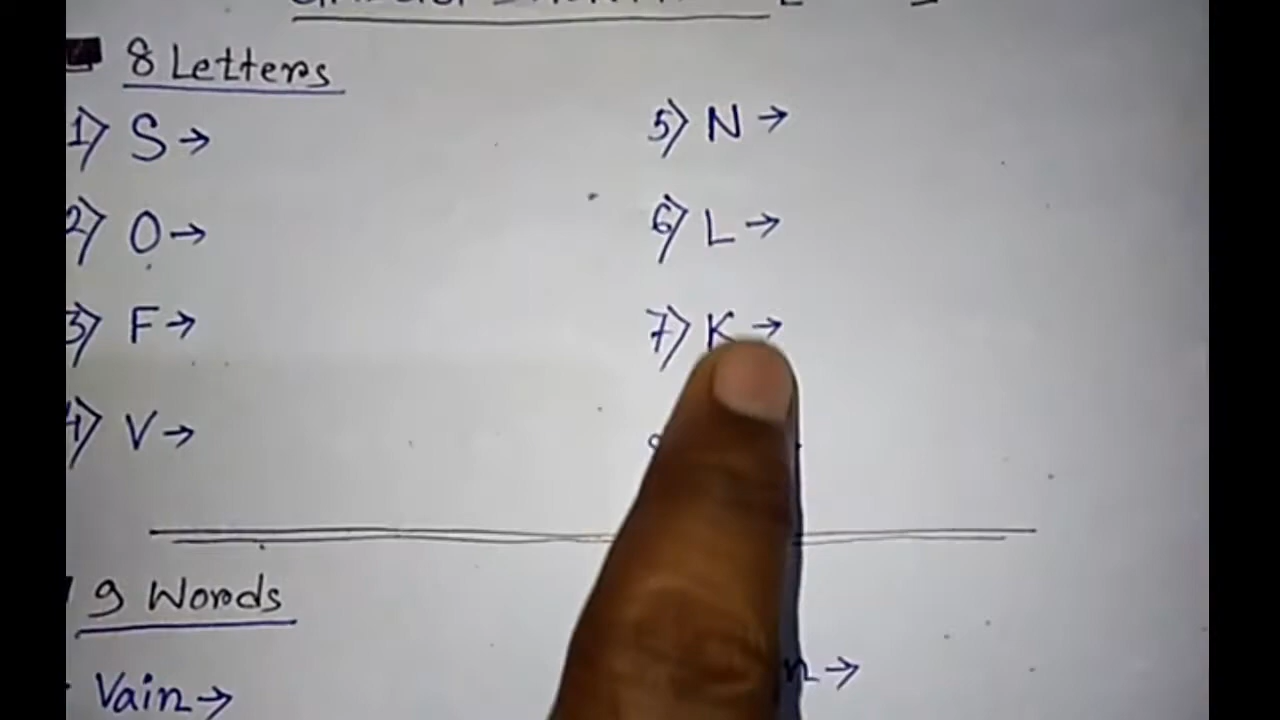 8 Letters
1) S→
2) O→
3) F→
4) V→
5) N→
6) L→
7) K→
9 Words
Vain→